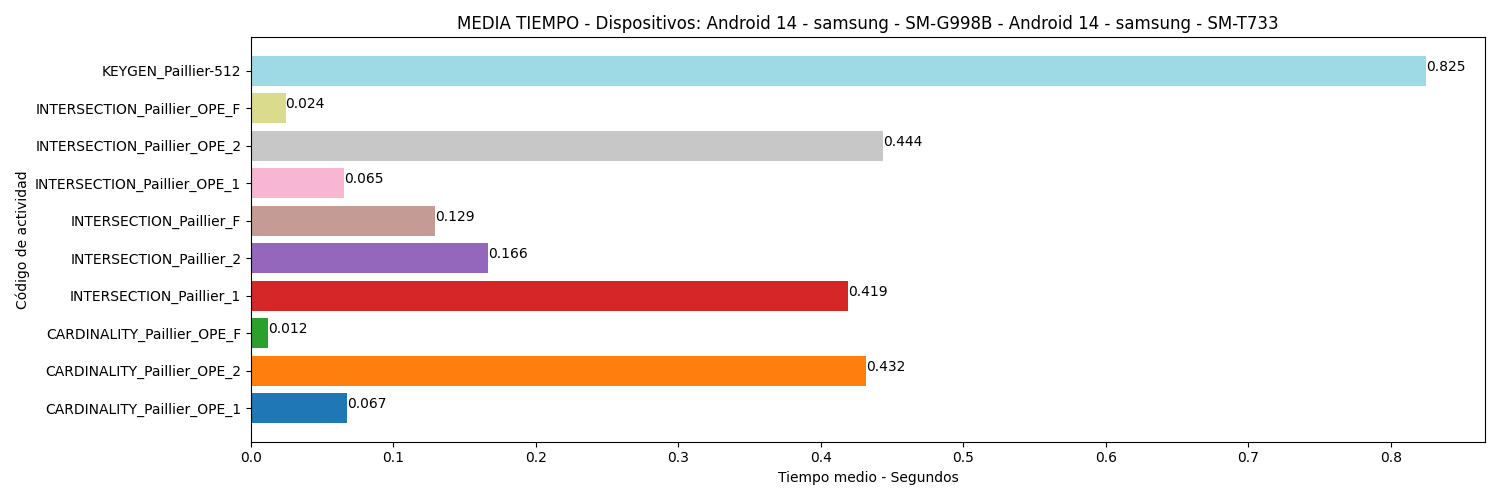 MEDIA TIEMPO - Dispositivos: Android 14 - samsung - SM-G998B - Android 14 - samsung - SM-T733
Código de actividad
KEYGEN_Paillier-512 0.825
INTERSECTION_Paillier_OPE_F 0.024
INTERSECTION_Paillier_OPE_2 0.444
INTERSECTION_Paillier_OPE_1 0.065
INTERSECTION_Paillier_F 0.129
INTERSECTION_Paillier_2 0.166
INTERSECTION_Paillier_1 0.419
CARDINALITY_Paillier_OPE_F 0.012
CARDINALITY_Paillier_OPE_2 0.432
CARDINALITY_Paillier_OPE_1 0.067
0.0 0.1 0.2 0.3 0.4 0.5 0.6 0.7 0.8
Tiempo medio - Segundos